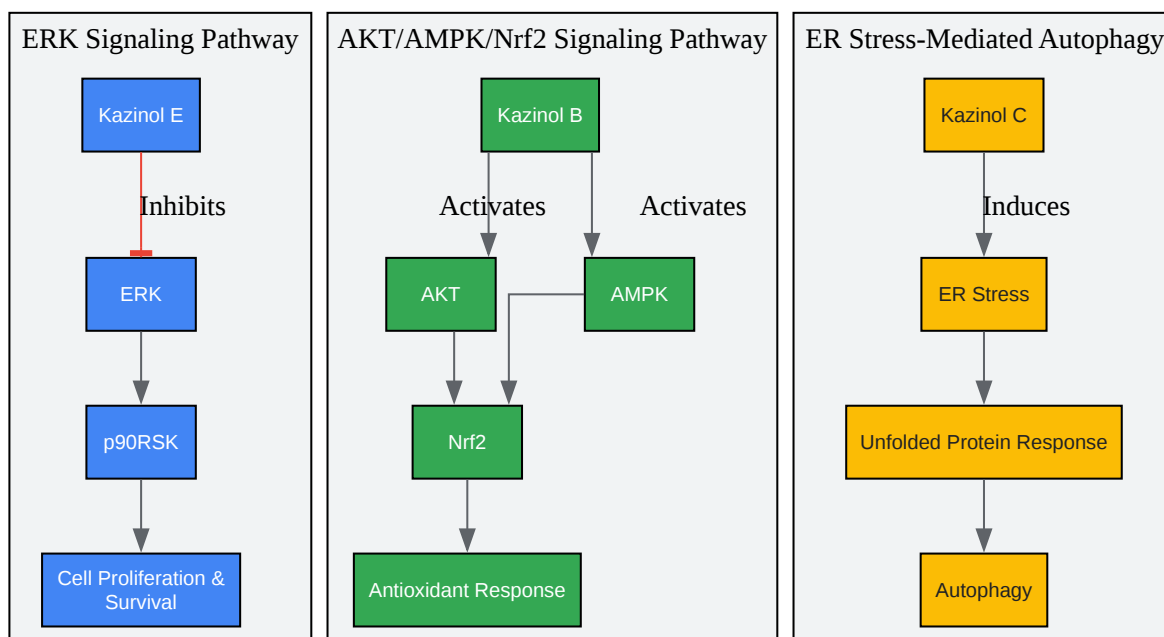 ERK Signaling Pathway
Kazinol E
Inhibits
ERK
p90RSK
Cell Proliferation &
Survival
AKT/AMPK/Nrf2 Signaling Pathway
Kazinol B
Activates
Activates
AKT
AMPK
Nrf2
Antioxidant Response
ER Stress-Mediated Autophagy
Kazinol C
Induces
ER Stress
Unfolded Protein Response
Autophagy